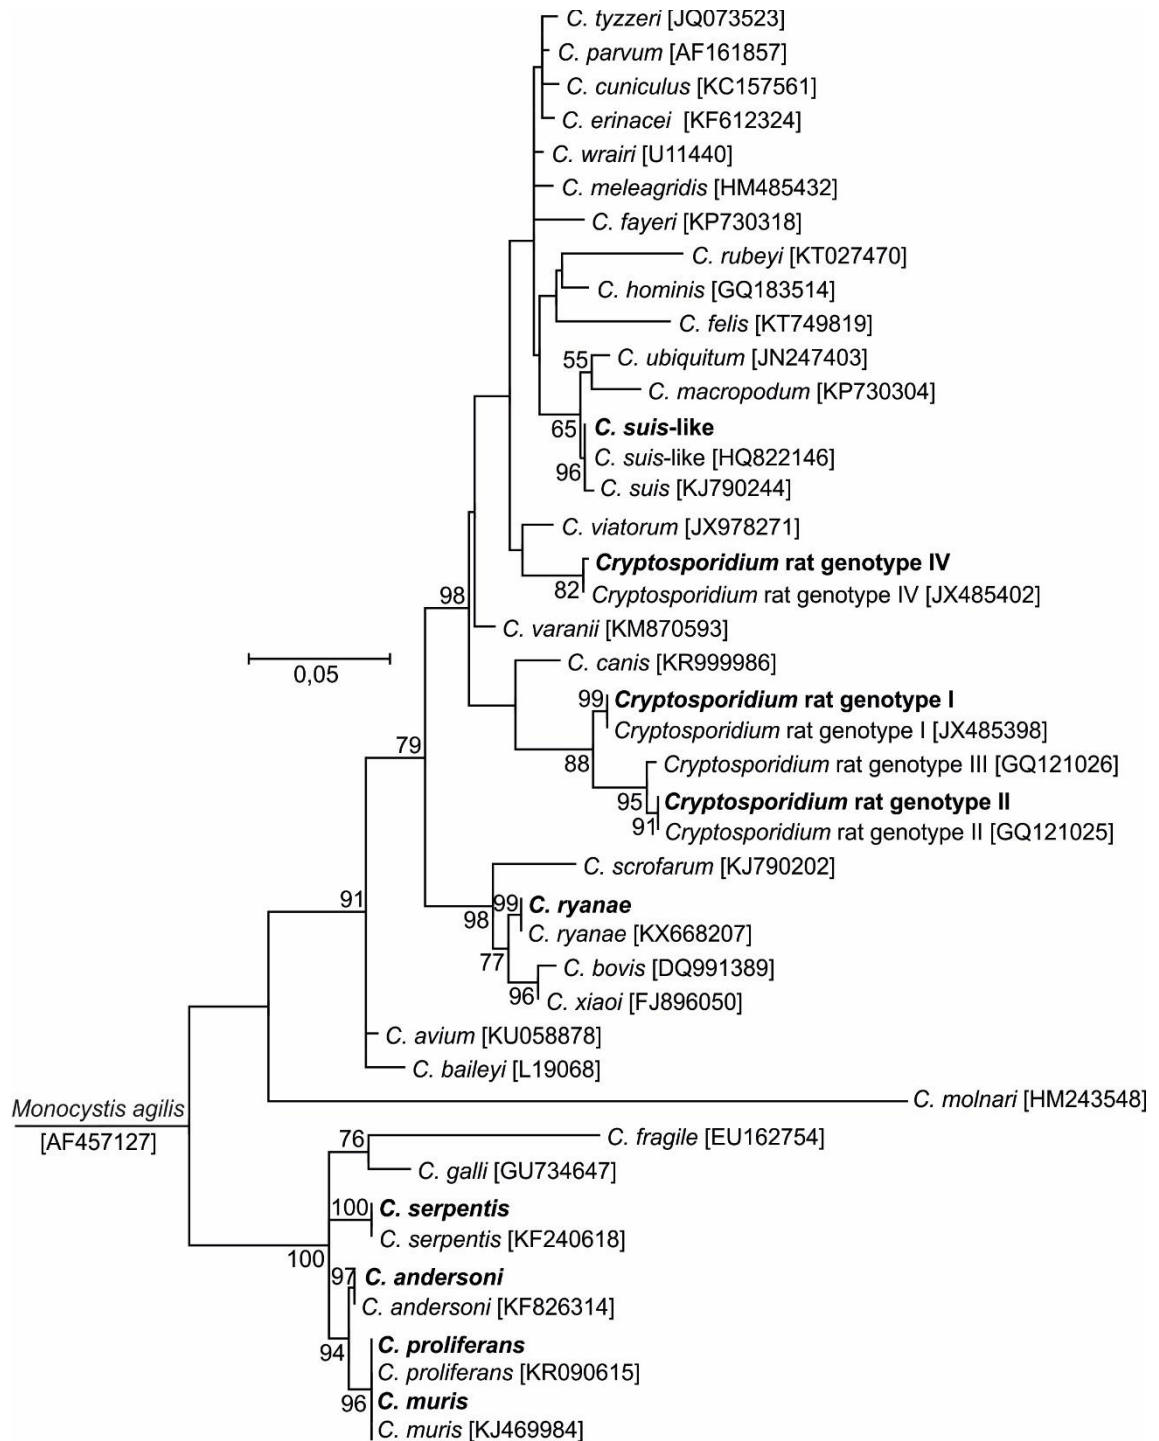 C. tyzzeri [JQ073523]
C. parvum [AF161857]
C. cuniculus [KC157561]
C. erinacei [KF612324]
C. wrairi [U11440]
C. meleagridis [HM485432]
C. fayeri [KP730318]
C. rubeyi [KT027470]
C. hominis [GQ183514]
C. felis [KT749819]
55
C. ubiquitum [JN247403]
C. macropodum [KP730304]
65
C. suis-like
C. suis-like [HQ822146]
96
C. suis [KJ790244]
C. viatorum [JX978271]
Cryptosporidium rat genotype IV
82
Cryptosporidium rat genotype IV [JX485402]
98
C. varanii [KM870593]
0,05
C. canis [KR999986]
99
Cryptosporidium rat genotype I
Cryptosporidium rat genotype I [JX485398]
79
88
Cryptosporidium rat genotype III [GQ121026]
95
Cryptosporidium rat genotype II
91
Cryptosporidium rat genotype II [GQ121025]
C. scrofarum [KJ790202]
91
98
99
C. ryanae
C. ryanae [KX668207]
77
C. bovis [DQ991389]
96
C. xiaoi [FJ896050]
C. avium [KU058878]
C. baileyi [L19068]
C. molnari [HM243548]
Monocystis agilis
[AF457127]
76
C. fragile [EU162754]
C. galli [GU734647]
100
C. serpentis
C. serpentis [KF240618]
100
97
C. andersoni
C. andersoni [KF826314]
94
C. proliferans
C. proliferans [KR090615]
96
C. muris
C. muris [KJ469984]